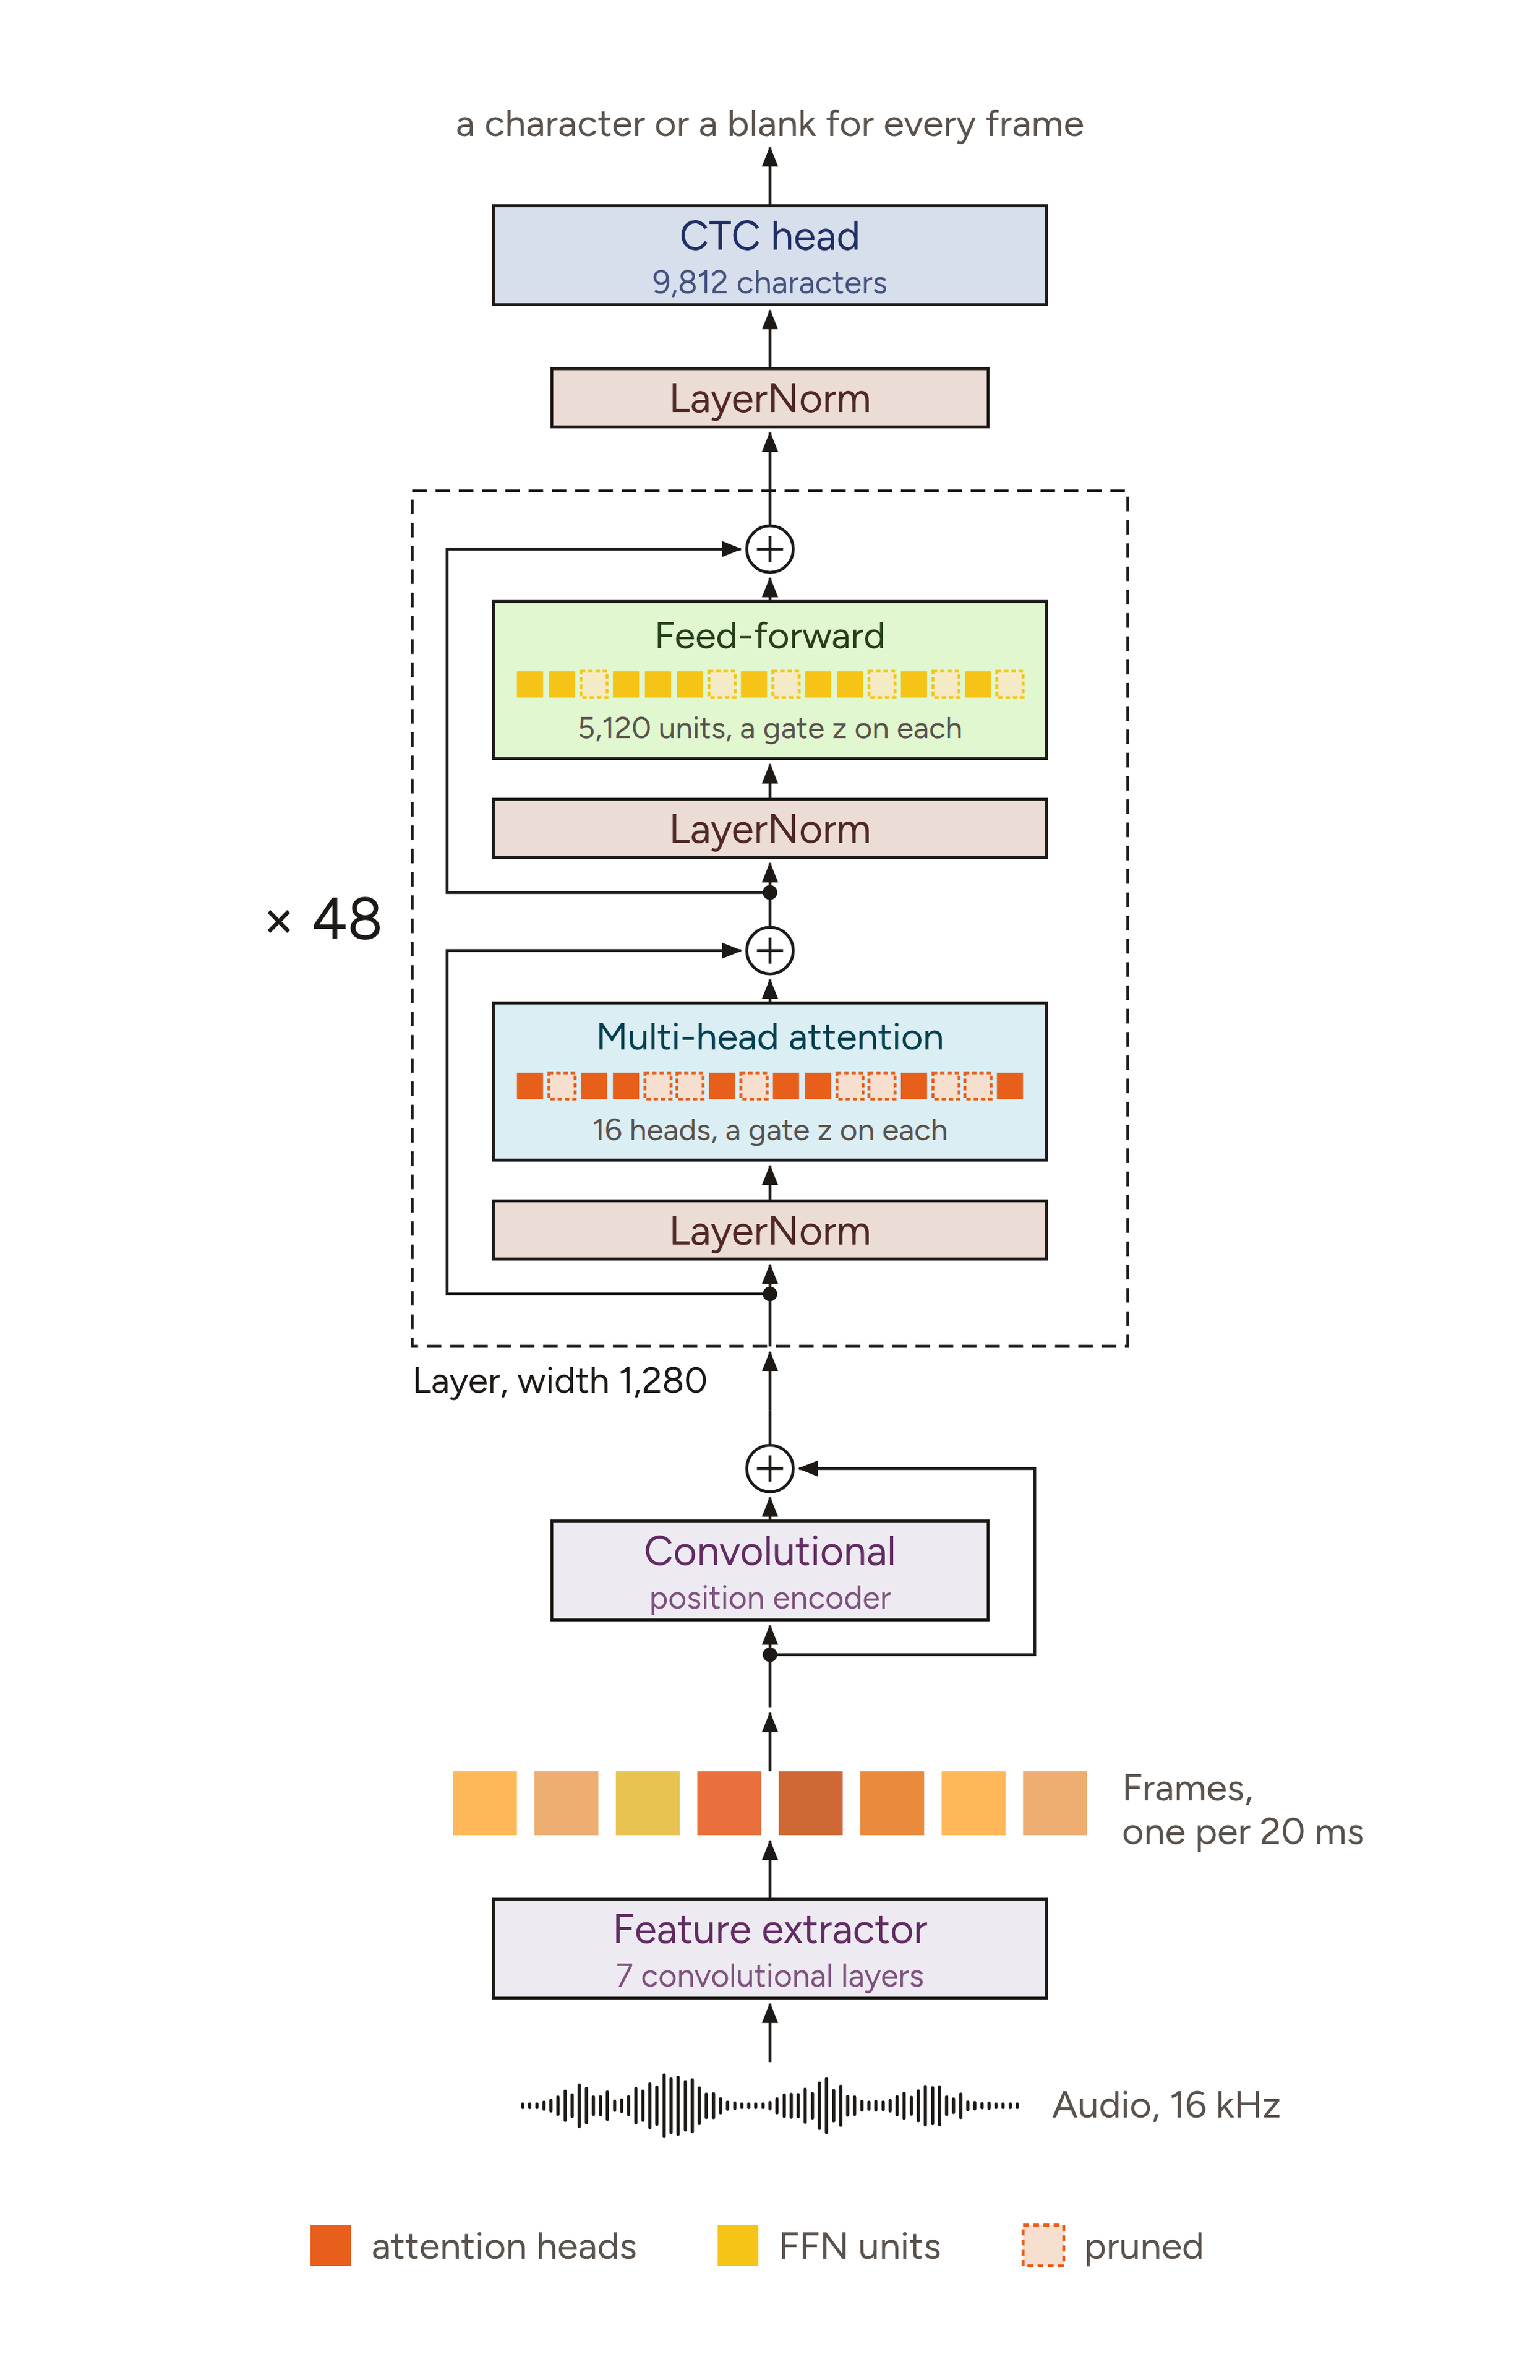 a character or a blank for every frame
CTC head
9,812 characters
LayerNorm
Feed-forward
5,120 units, a gate z on each
LayerNorm
× 48
Multi-head attention
16 heads, a gate z on each
LayerNorm
Layer, width 1,280
Convolutional
position encoder
Frames,
one per 20 ms
Feature extractor
7 convolutional layers
Audio, 16 kHz
attention heads
FFN units
pruned